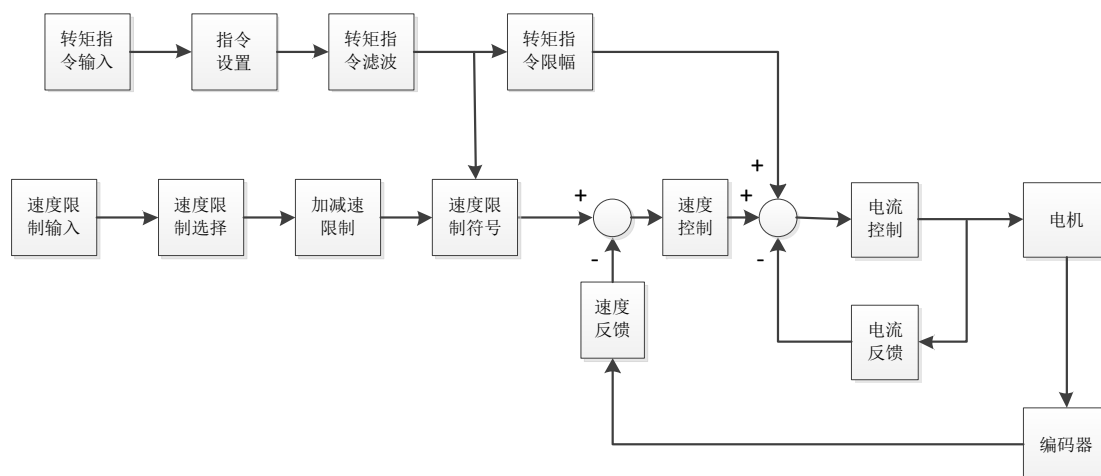 转矩指
令输入
指令
设置
转矩指
令滤波
转矩指
令限幅
速度限
制输入
速度限
制选择
加减速
限制
速度限
制符号
+
-
速度
控制
+
+
-
电流
控制
电机
速度
反馈
电流
反馈
编码器